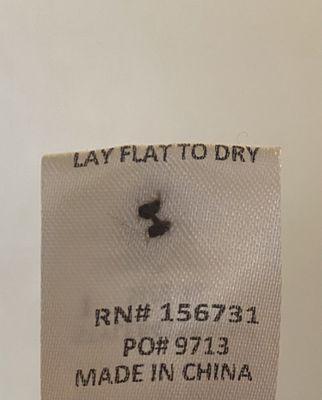 LAY FLAT TO DRY
RN# 156731
PO# 9713
MADE IN CHINA